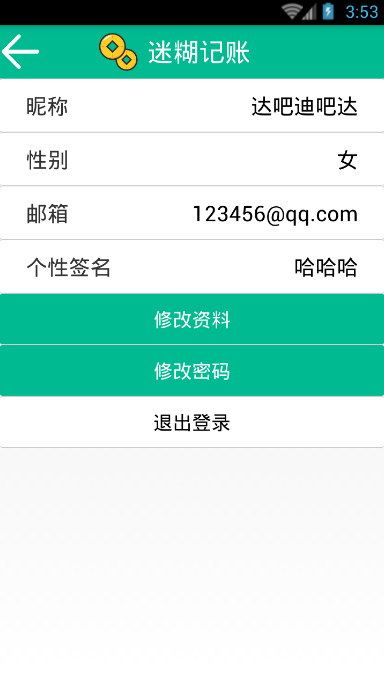 3:53
迷糊记账
昵称 达吧迪吧达
性别 女
邮箱 123456@qq.com
个性签名 哈哈哈
修改资料
修改密码
退出登录